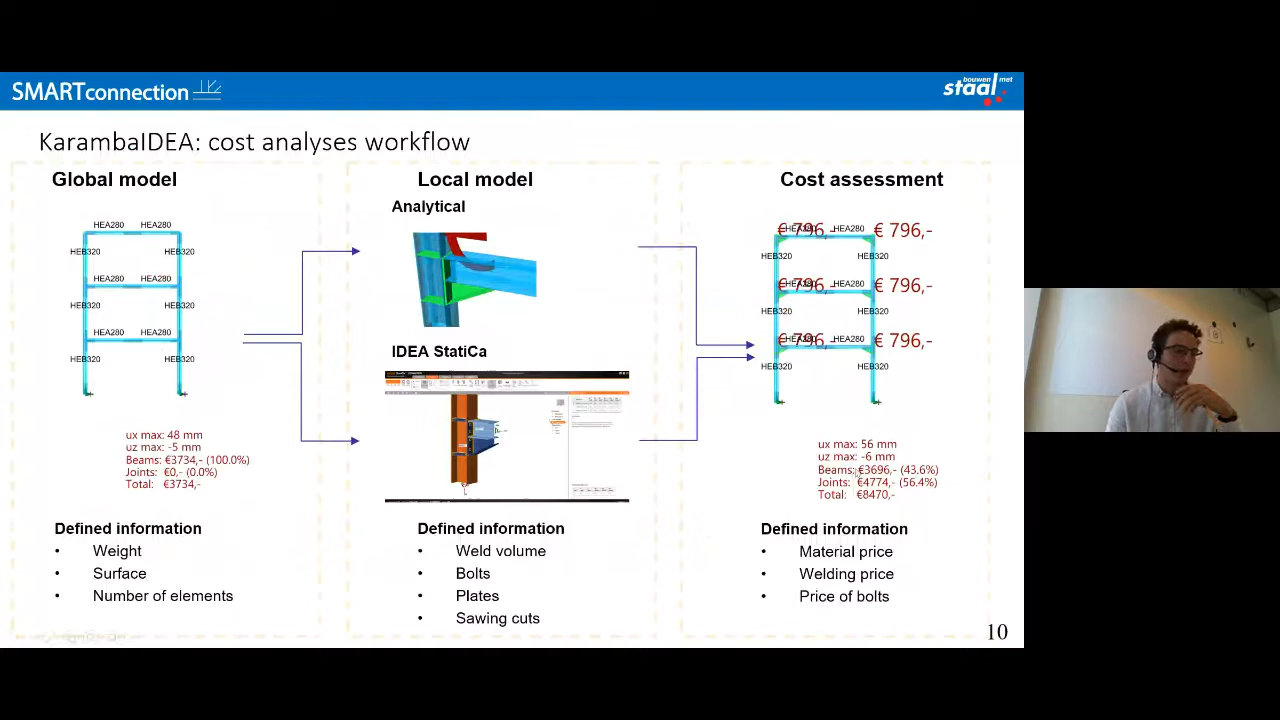 SMARTconnection
bouwen met
staal
KarambaIDEA: cost analyses workflow
Global model
HEA280 HEA280
HEB320 HEB320
HEA280 HEA280
HEB320 HEB320
HEA280 HEA280
HEB320 HEB320
ux max: 48 mm
uz max: -5 mm
Beams: €3734,- (100.0%)
Joints: €0,- (0.0%)
Total: €3734,-
Defined information
• Weight
• Surface
• Number of elements
Local model
Analytical
IDEA StatiCa
Defined information
• Weld volume
• Bolts
• Plates
• Sawing cuts
Cost assessment
€ 796,- HEA280 € 796,-
HEB320 HEB320
€ 796,- HEA280 € 796,-
HEB320 HEB320
€ 796,- HEA280 € 796,-
HEB320 HEB320
ux max: 56 mm
uz max: -6 mm
Beams: €3696,- (43.6%)
Joints: €4774,- (56.4%)
Total: €8470,-
Defined information
• Material price
• Welding price
• Price of bolts
10